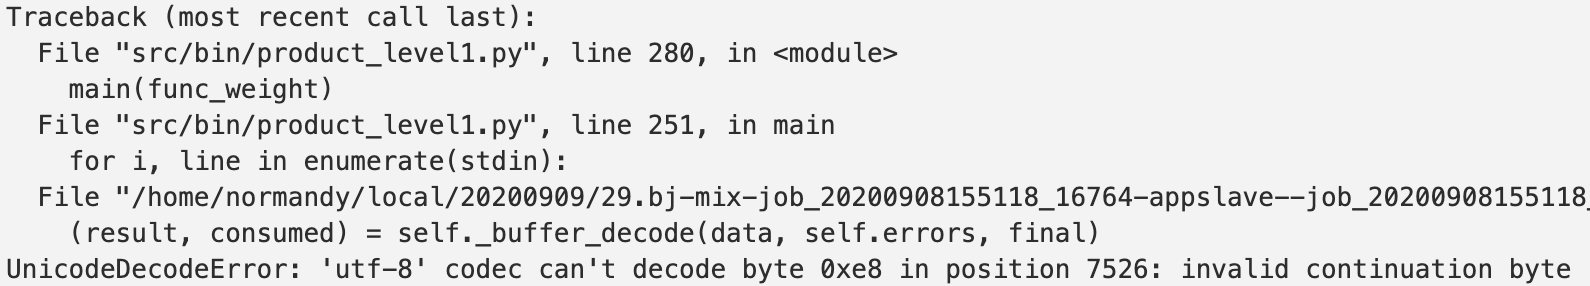 Traceback (most recent call last):
  File "src/bin/product_level1.py", line 280, in <module>
    main(func_weight)
  File "src/bin/product_level1.py", line 251, in main
    for i, line in enumerate(stdin):
  File "/home/normandy/local/20200909/29.bj-mix-job_20200908155118_16764-appslave--job_20200908155118_
    (result, consumed) = self._buffer_decode(data, self.errors, final)
UnicodeDecodeError: 'utf-8' codec can't decode byte 0xe8 in position 7526: invalid continuation byte